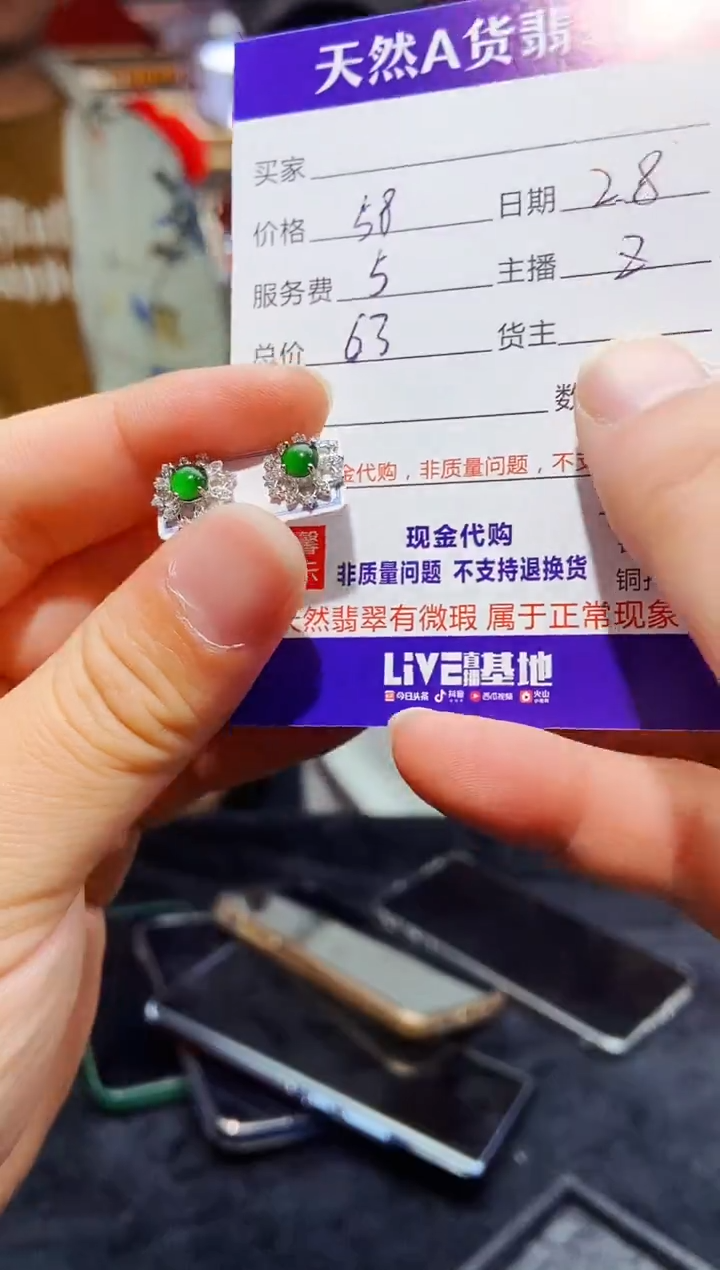 天然A货翡
买家
价格 58 日期 28
服务费 5 主播 Z
总价 63 货主
数
金代购，非质量问题，不支
现金代购
非质量问题 不支持退换货
天然翡翠有微瑕 属于正常现象
LiVE直播基地
今日头条 抖音 西瓜视频 火山